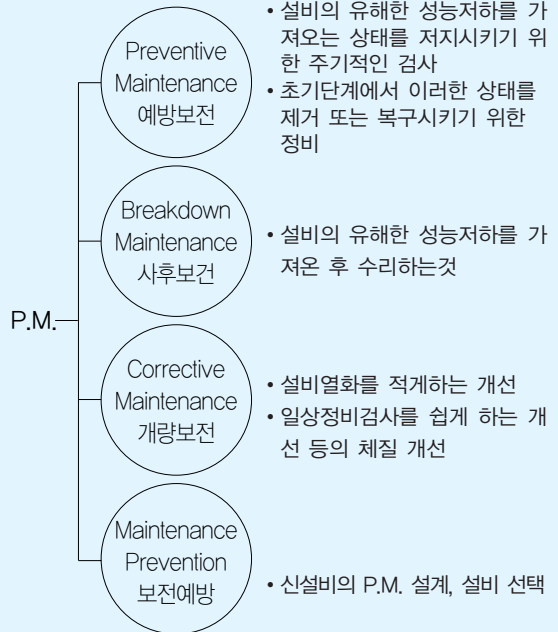 P.M.
Preventive
Maintenance
예방보전
• 설비의 유해한 성능저하를 가
져오는 상태를 저지시키기 위
한 주기적인 검사
• 초기단계에서 이러한 상태를
제거 또는 복구시키기 위한
정비
Breakdown
Maintenance
사후보건
• 설비의 유해한 성능저하를 가
져온 후 수리하는것
Corrective
Maintenance
개량보전
• 설비열화를 적게하는 개선
• 일상정비검사를 쉽게 하는 개
선 등의 체질 개선
Maintenance
Prevention
보전예방
• 신설비의 P.M. 설계, 설비 선택